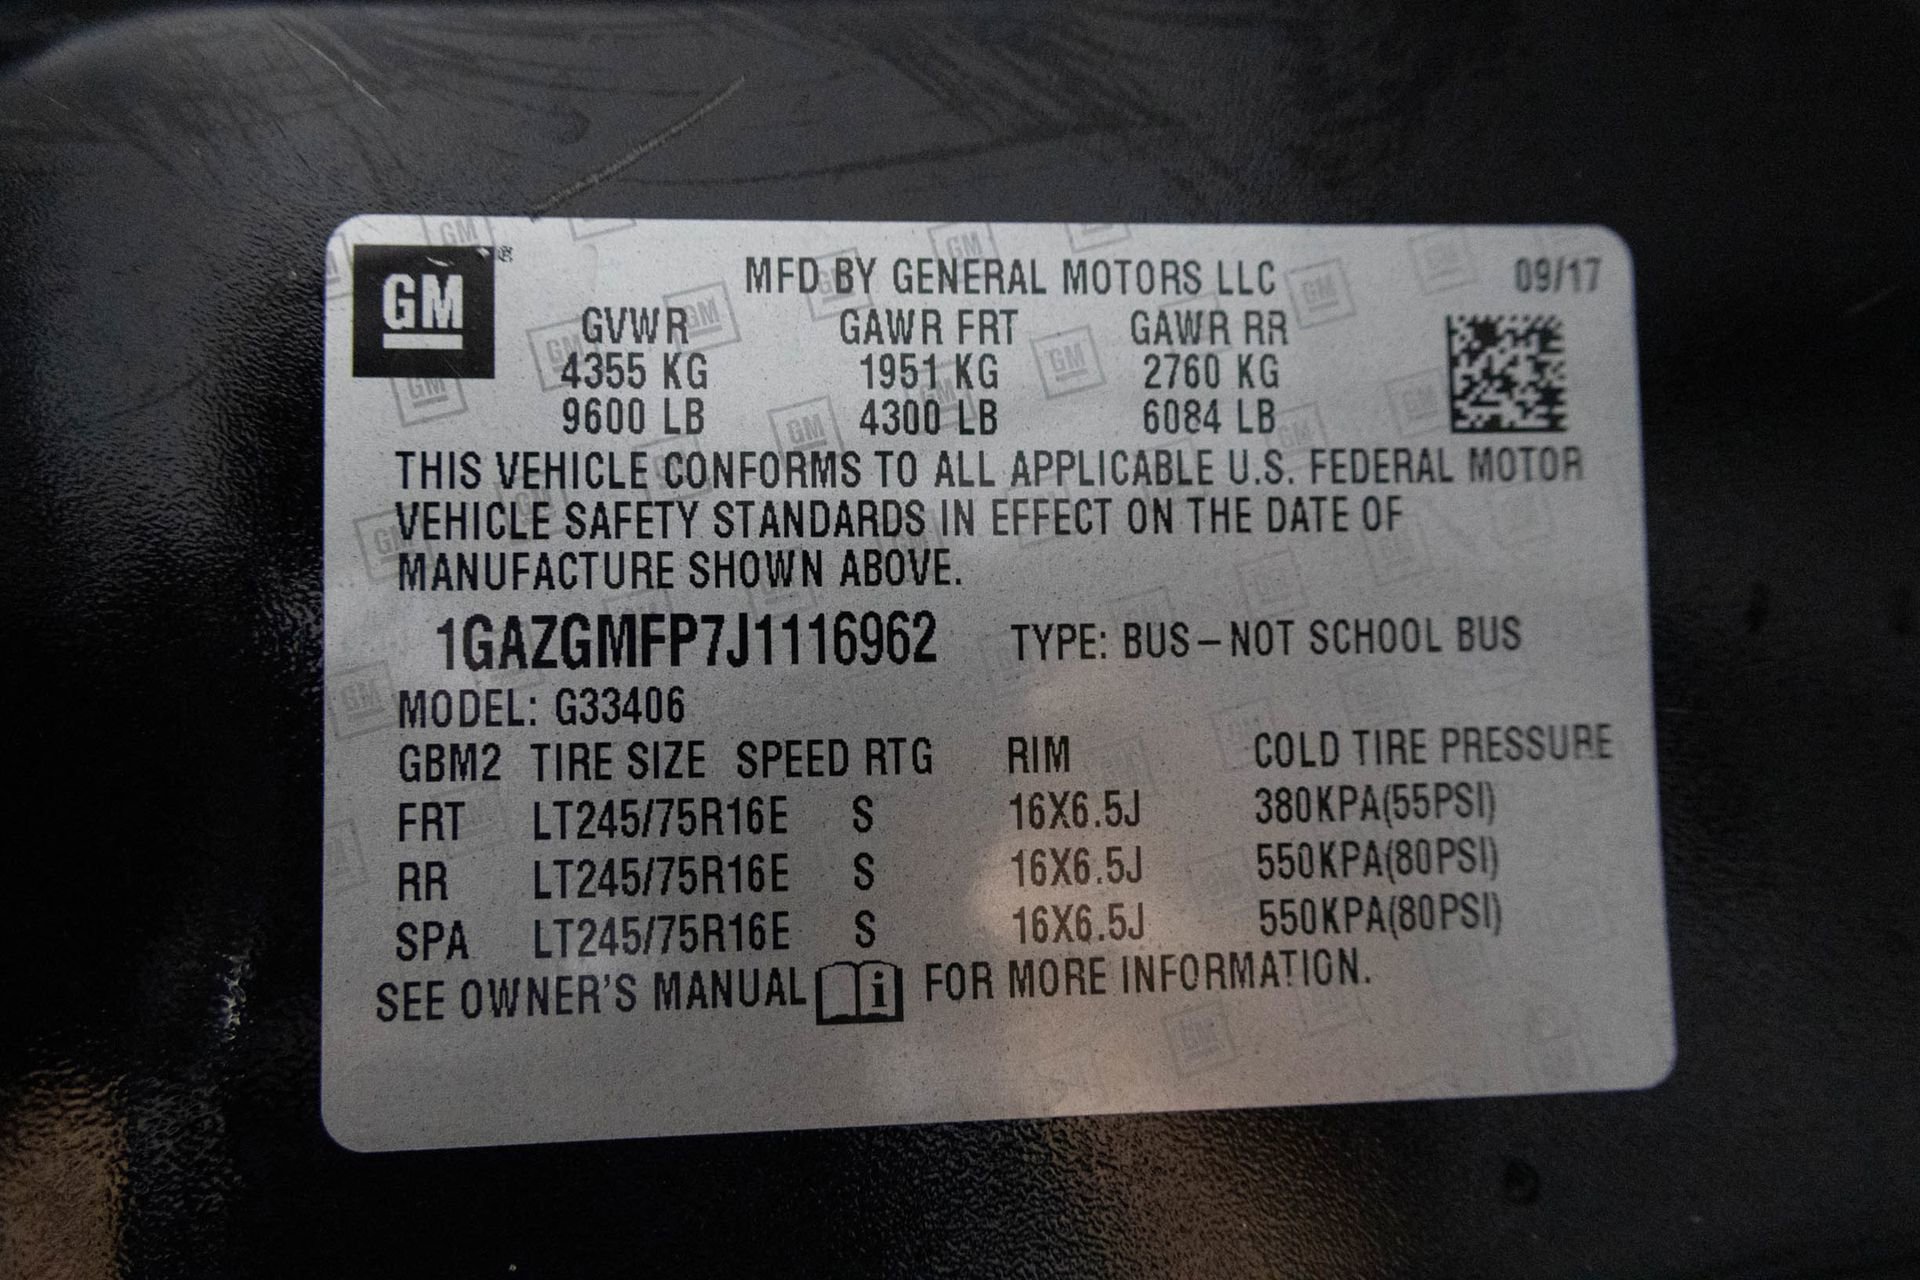 GM
MFD BY GENERAL MOTORS LLC 09/17
GVWR GAWR FRT GAWR RR
4355 KG 1951 KG 2760 KG
9600 LB 4300 LB 6084 LB
THIS VEHICLE CONFORMS TO ALL APPLICABLE U.S. FEDERAL MOTOR
VEHICLE SAFETY STANDARDS IN EFFECT ON THE DATE OF
MANUFACTURE SHOWN ABOVE.
1GAZGMFP7J1116962 TYPE: BUS – NOT SCHOOL BUS
MODEL: G33406
GBM2 TIRE SIZE SPEED RTG RIM COLD TIRE PRESSURE
FRT LT245/75R16E S 16X6.5J 380KPA(55PSI)
RR LT245/75R16E S 16X6.5J 550KPA(80PSI)
SPA LT245/75R16E S 16X6.5J 550KPA(80PSI)
SEE OWNER'S MANUAL i FOR MORE INFORMATION.